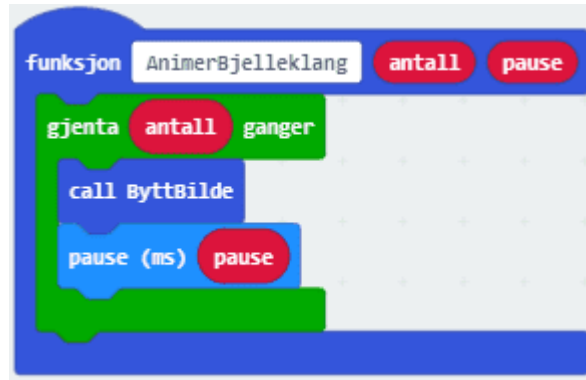 funksjon AnimerBjelleklang antall pause
gjenta antall ganger
call ByttBilde
pause (ms) pause